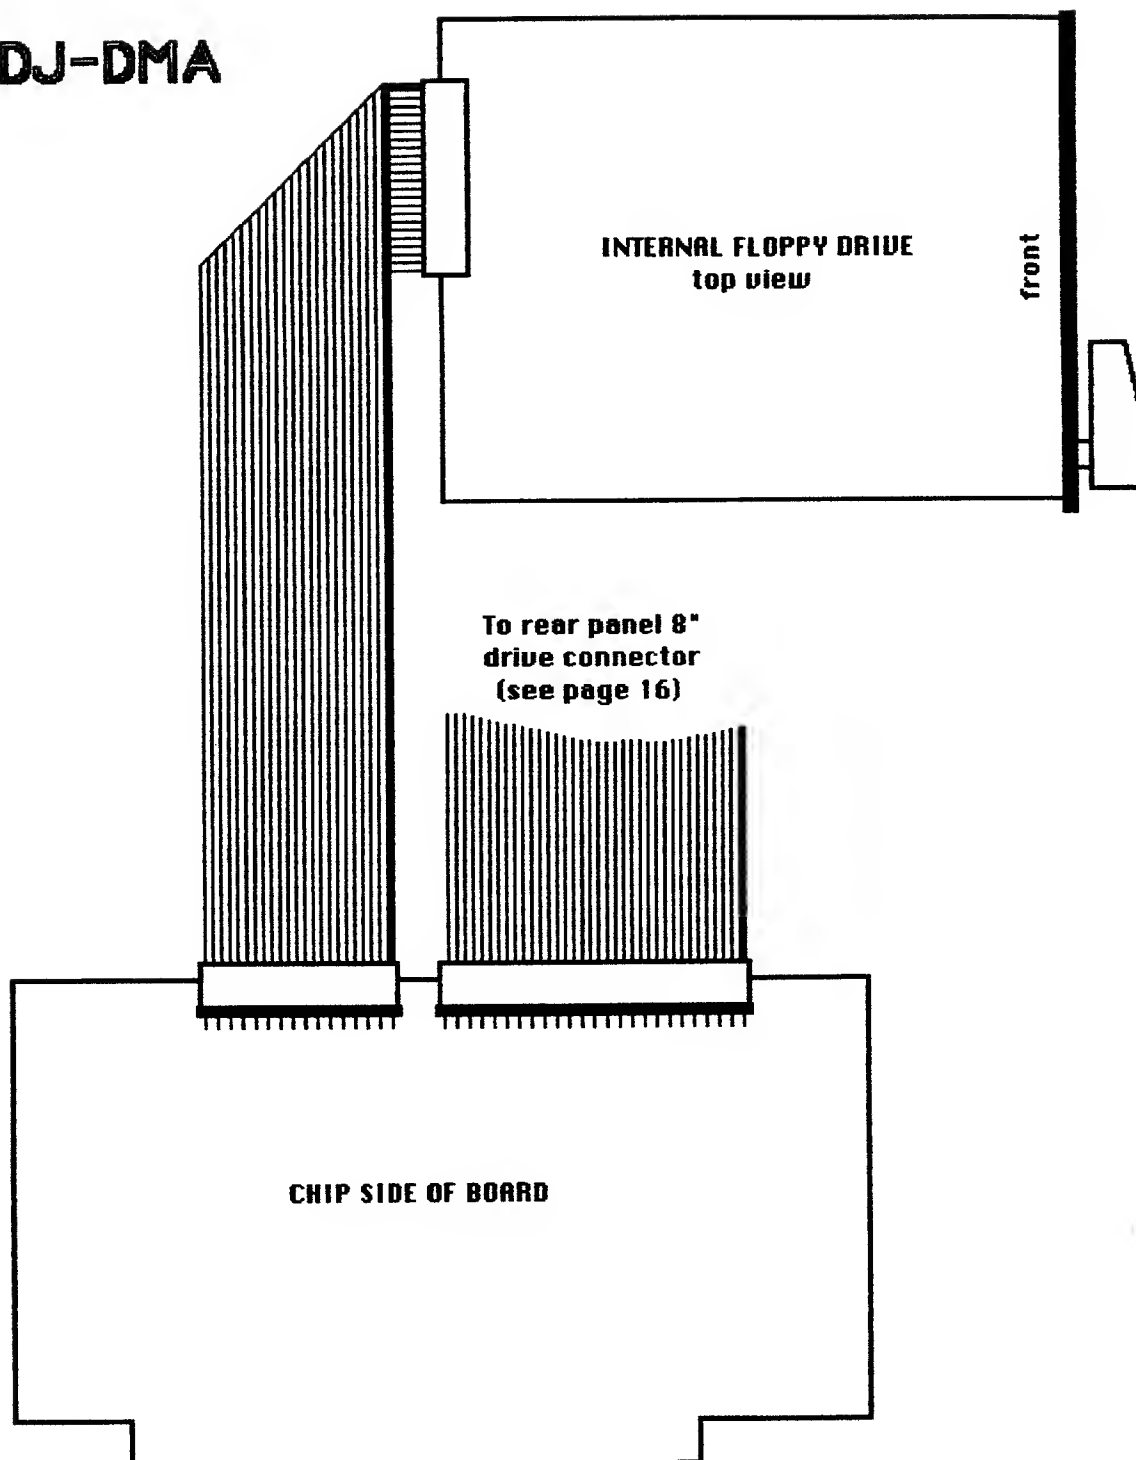 DJ-DMA
INTERNAL FLOPPY DRIVE
top view
front
To rear panel 8"
drive connector
(see page 16)
CHIP SIDE OF BOARD